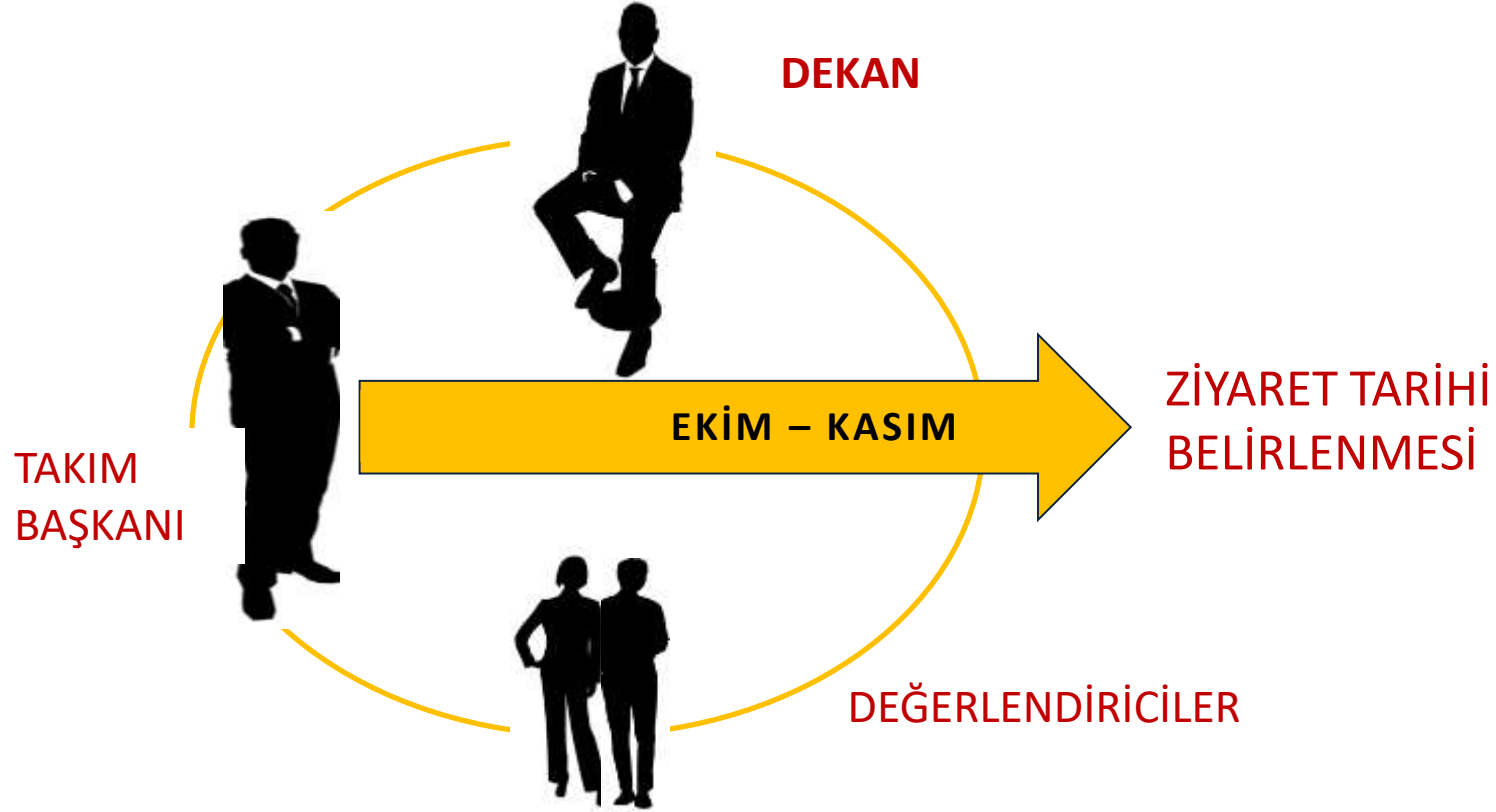 DEKAN
EKİM – KASIM
ZİYARET TARİHİ
BELİRLENMESİ
TAKIM
BAŞKANI
DEĞERLENDİRİCİLER